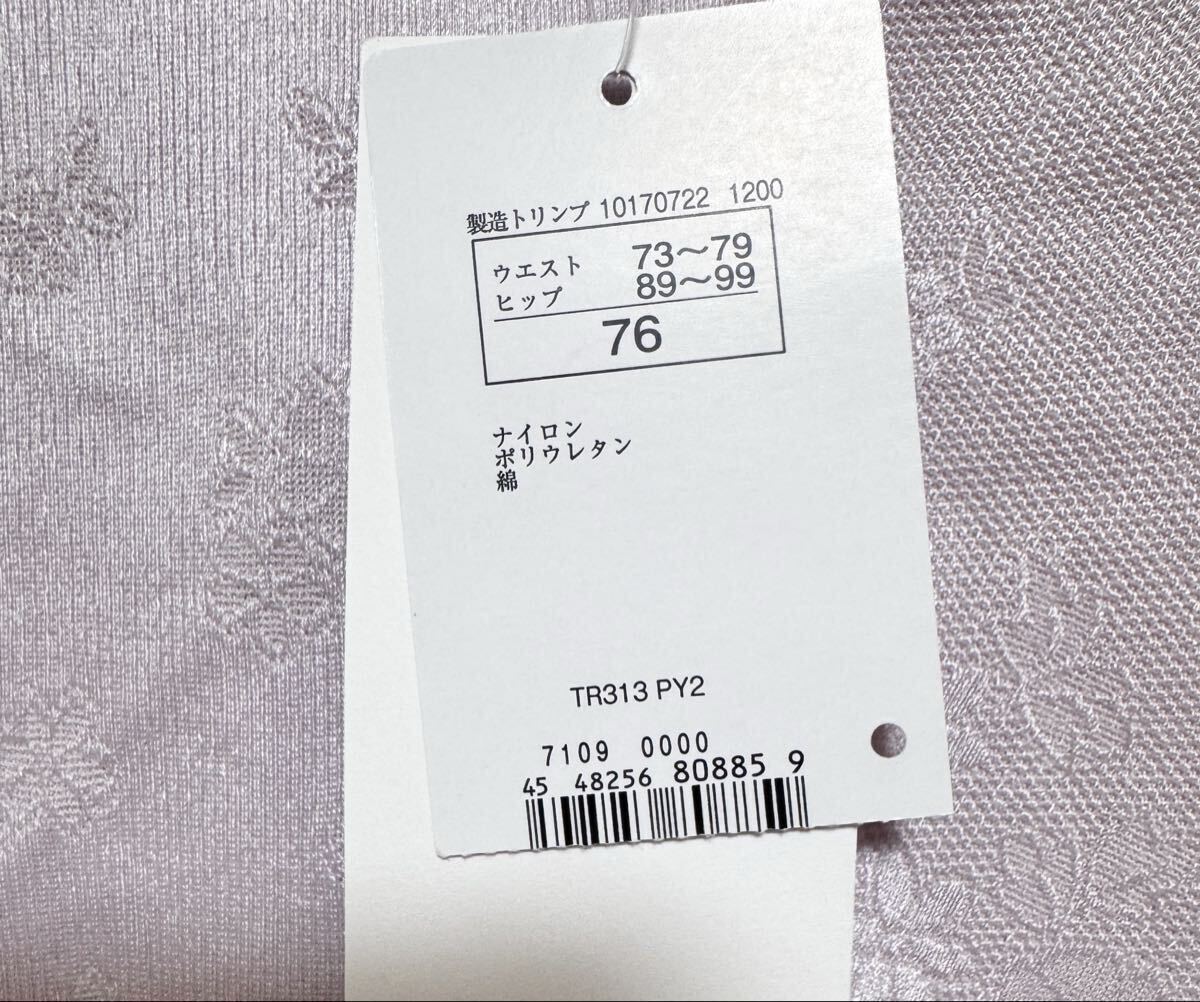 製造トリンプ 10170722 1200
ウエスト 73～79
ヒップ 89～99
76
ナイロン
ポリウレタン
綿
TR313 PY2
7109 0000
45 48256 80885 9